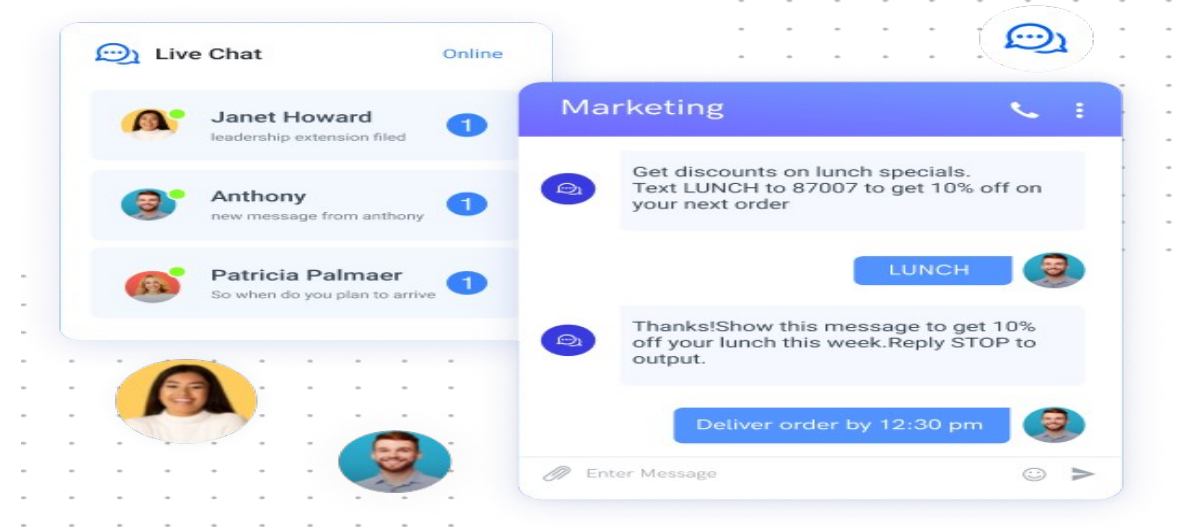 Live Chat
Online
Janet Howard
leadership extension filed
1
Anthony
new message from anthony
1
Patricia Palmaer
So when do you plan to arrive
1
Marketing
Get discounts on lunch specials.
Text LUNCH to 87007 to get 10% off on
your next order
LUNCH
Thanks!Show this message to get 10%
off your lunch this week.Reply STOP to
output.
Deliver order by 12:30 pm
Enter Message